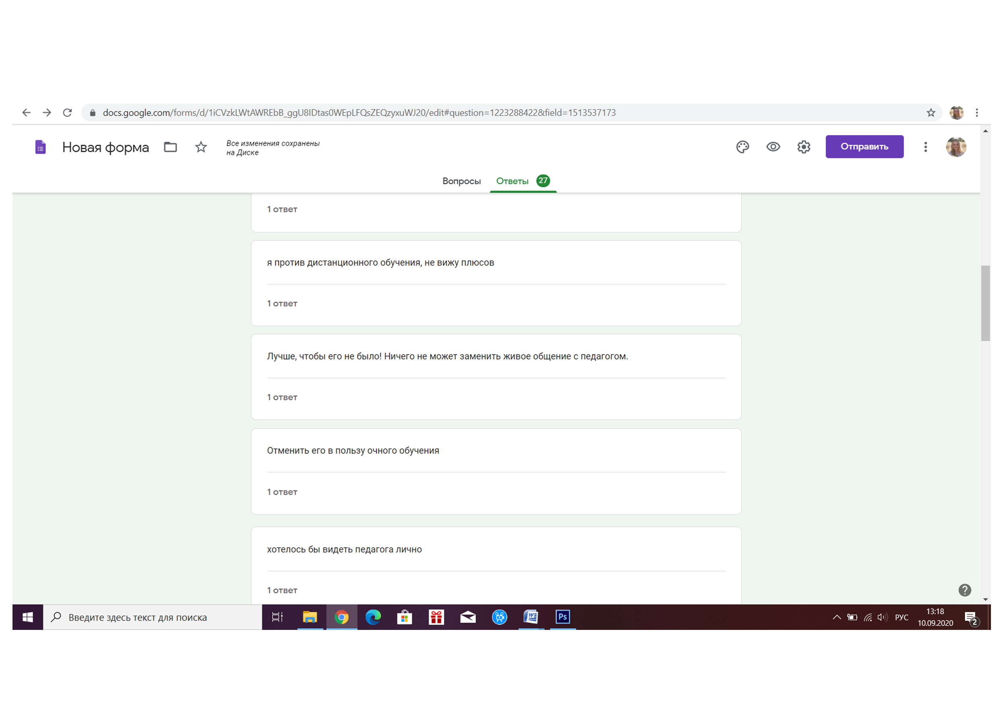 docs.google.com/forms/d/1iCVzkLWtAWREbB_ggU8IDtas0WEpLFQsZEQzyxuWJ20/edit#question=1223288422&field=1513537173
Новая форма
Все изменения сохранены
на Диске
Отправить
Вопросы
Ответы 27
1 ответ
я против дистанционного обучения, не вижу плюсов
1 ответ
Лучше, чтобы его не было! Ничего не может заменить живое общение с педагогом.
1 ответ
Отменить его в пользу очного обучения
1 ответ
хотелось бы видеть педагога лично
1 ответ
?
Введите здесь текст для поиска
W
Ps
РУС
13:18
10.09.2020
2